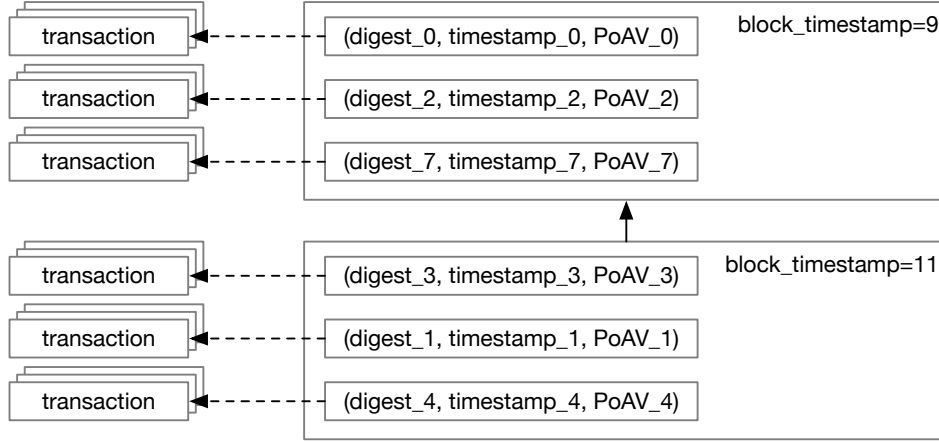 block_timestamp=9
transaction (digest_0, timestamp_0, PoAV_0)
transaction (digest_2, timestamp_2, PoAV_2)
transaction (digest_7, timestamp_7, PoAV_7)
block_timestamp=11
transaction (digest_3, timestamp_3, PoAV_3)
transaction (digest_1, timestamp_1, PoAV_1)
transaction (digest_4, timestamp_4, PoAV_4)